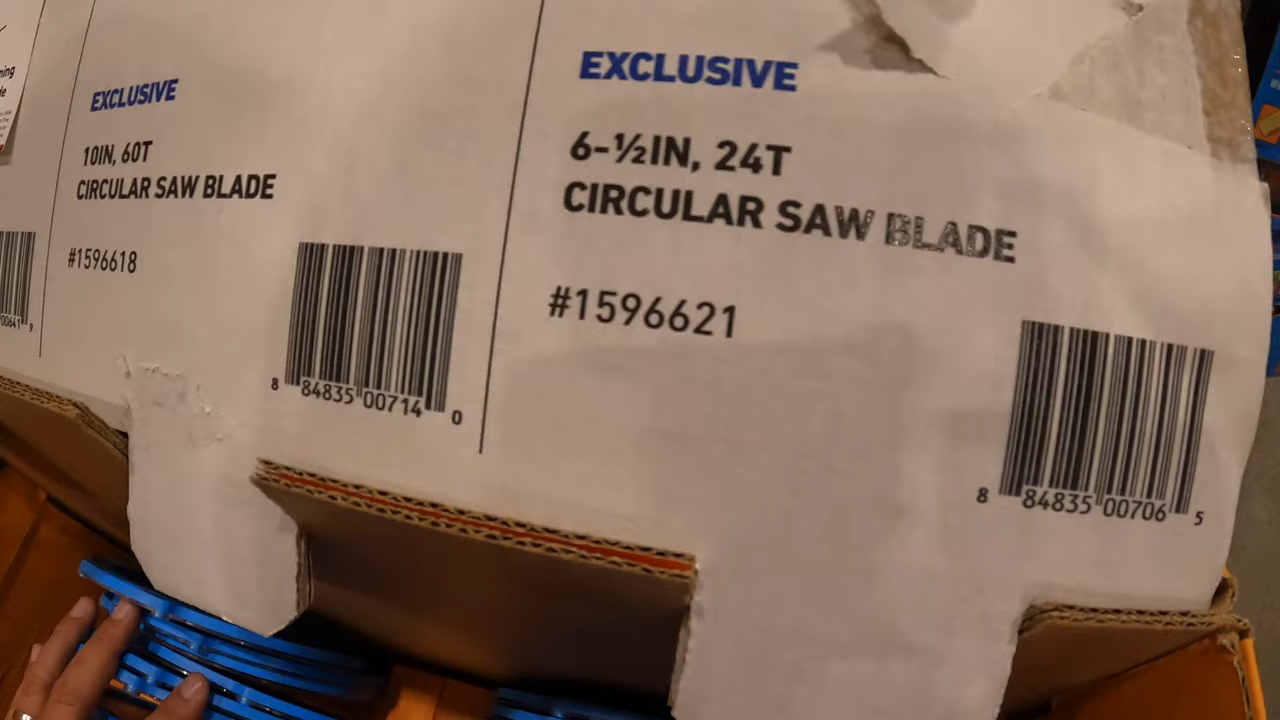 EXCLUSIVE
10IN, 60T
CIRCULAR SAW BLADE
#1596618
8 84835 00714 0
EXCLUSIVE
6-½IN, 24T
CIRCULAR SAW BLADE
#1596621
8 84835 00706 5